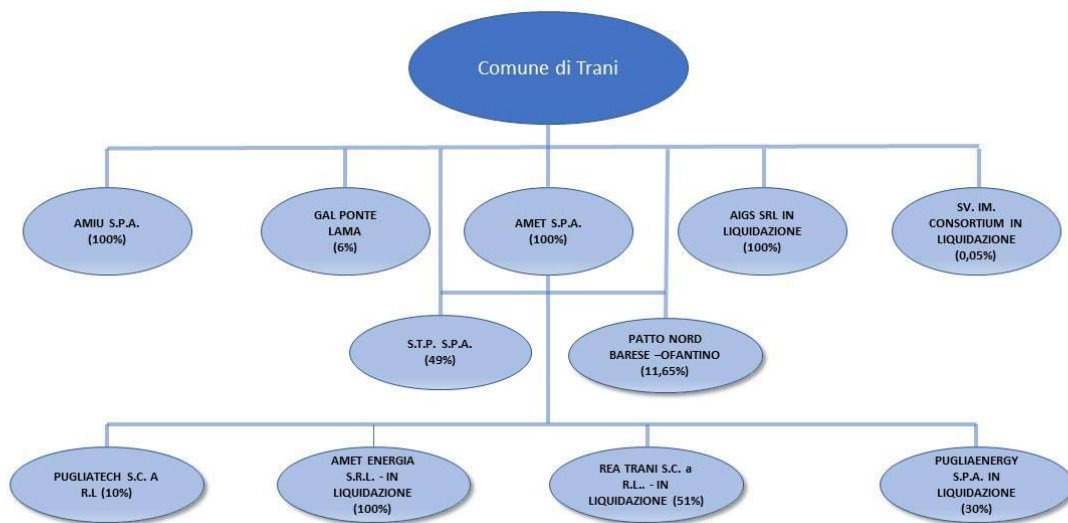 Comune di Trani
AMIU S.P.A.
(100%)
GAL PONTE
LAMA
(6%)
AMET S.P.A.
(100%)
AIGS SRL IN
LIQUIDAZIONE
(100%)
SV. IM.
CONSORTIUM IN
LIQUIDAZIONE
(0,05%)
S.T.P. S.P.A.
(49%)
PATTO NORD
BARESE –OFANTINO
(11,65%)
PUGLIATECH S.C. A
R.L (10%)
AMET ENERGIA
S.R.L. - IN
LIQUIDAZIONE
(100%)
REA TRANI S.C. a
R.L.. - IN
LIQUIDAZIONE (51%)
PUGLIAENERGY
S.P.A. IN
LIQUIDAZIONE
(30%)